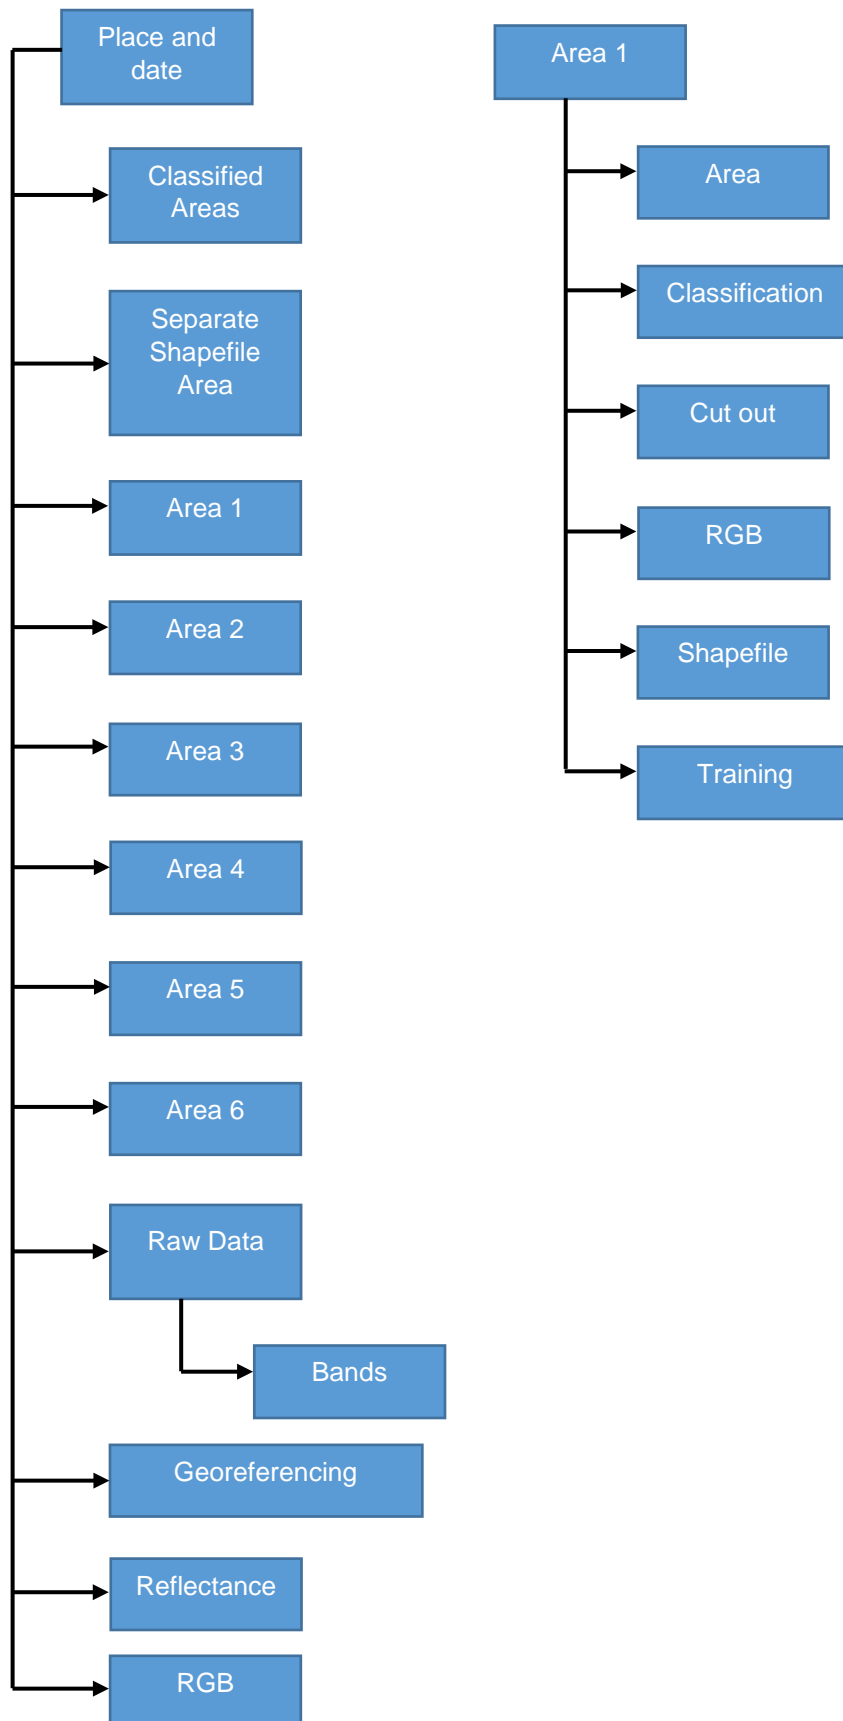 Place and
date
Classified
Areas
Separate
Shapefile
Area
Area 1
Area 2
Area 3
Area 4
Area 5
Area 6
Raw Data
Bands
Georeferencing
Reflectance
RGB
Area 1
Area
Classification
Cut out
RGB
Shapefile
Training